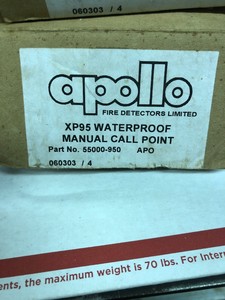 060303 / 4
apollo
FIRE DETECTORS LIMITED
XP95 WATERPROOF
MANUAL CALL POINT
Part No. 55000-950 APO
060303 / 4
ents, the maximum weight is 70 lbs. For Intern